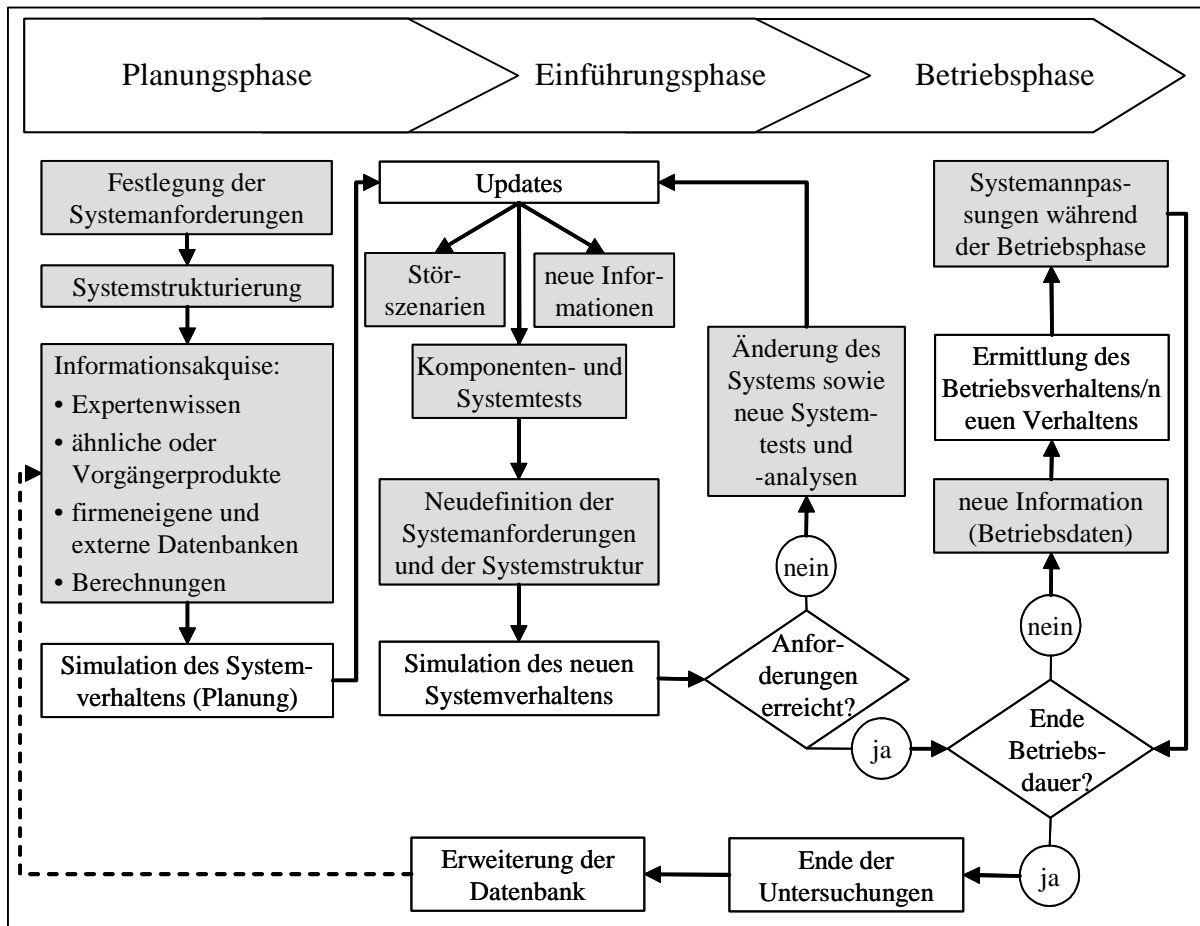 Planungsphase
Einführungsphase
Betriebsphase
Festlegung der
Systemanforderungen
Systemstrukturierung
Informationsakquise:
• Expertenwissen
• ähnliche oder
Vorgängerprodukte
• firmeneigene und
externe Datenbanken
• Berechnungen
Simulation des System-
verhaltens (Planung)
Updates
Stör-
szenarien
neue Infor-
mationen
Komponenten- und
Systemtests
Neudefinition der
Systemanforderungen
und der Systemstruktur
Simulation des neuen
Systemverhaltens
Änderung des
Systems sowie
neue System-
tests und
-analysen
nein
Anfor-
derungen
erreicht?
ja
Systemannpas-
sungen während
der Betriebsphase
Ermittlung des
Betriebsverhaltens/n
euen Verhaltens
neue Information
(Betriebsdaten)
nein
Ende
Betriebs-
dauer?
ja
Ende der
Untersuchungen
Erweiterung der
Datenbank